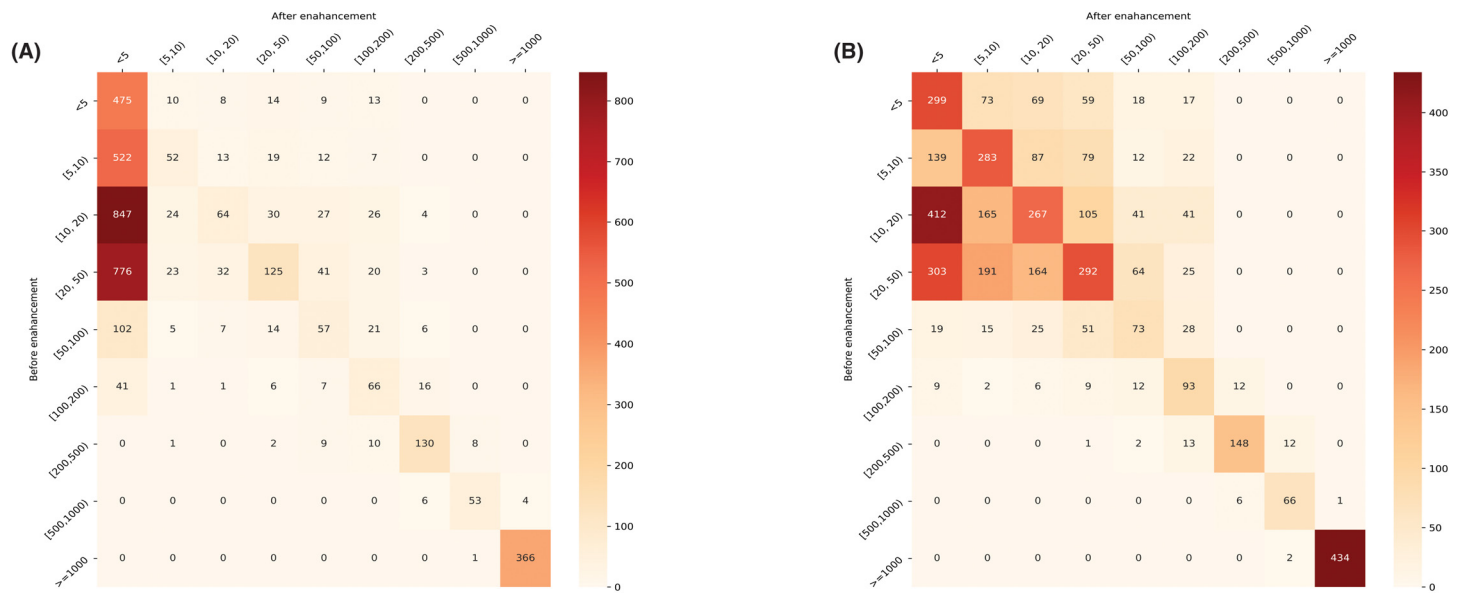 After enahancement
(A)
<5 [5,10) [10, 20) [20, 50) [50,100) [100,200) [200,500) [500,1000) >=1000
Before enahancement
<5 475 10 8 14 9 13 0 0 0
[5,10) 522 52 13 19 12 7 0 0 0
[10, 20) 847 24 64 30 27 26 4 0 0
[20, 50) 776 23 32 125 41 20 3 0 0
[50,100) 102 5 7 14 57 21 6 0 0
[100,200) 41 1 1 6 7 66 16 0 0
[200,500) 0 1 0 2 9 10 130 8 0
[500,1000) 0 0 0 0 0 0 6 53 4
>=1000 0 0 0 0 0 0 0 1 366
800
700
600
500
400
300
200
100
0
After enahancement
(B)
<5 [5,10) [10, 20) [20, 50) [50,100) [100,200) [200,500) [500,1000) >=1000
Before enahancement
<5 299 73 69 59 18 17 0 0 0
[5,10) 139 283 87 79 12 22 0 0 0
[10, 20) 412 165 267 105 41 41 0 0 0
[20, 50) 303 191 164 292 64 25 0 0 0
[50,100) 19 15 25 51 73 28 0 0 0
[100,200) 9 2 6 9 12 93 12 0 0
[200,500) 0 0 0 1 2 13 148 12 0
[500,1000) 0 0 0 0 0 0 6 66 1
>=1000 0 0 0 0 0 0 0 2 434
400
350
300
250
200
150
100
50
0